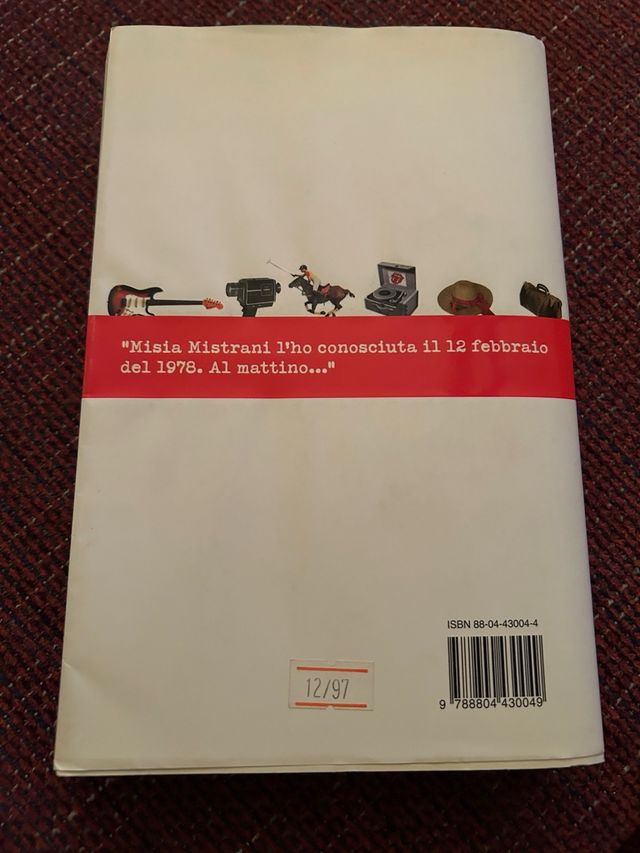 "Misia Mistrani l'ho conosciuta il 12 febbraio
del 1978. Al mattino..."
ISBN 88-04-43004-4
12/97
9 788804 430049